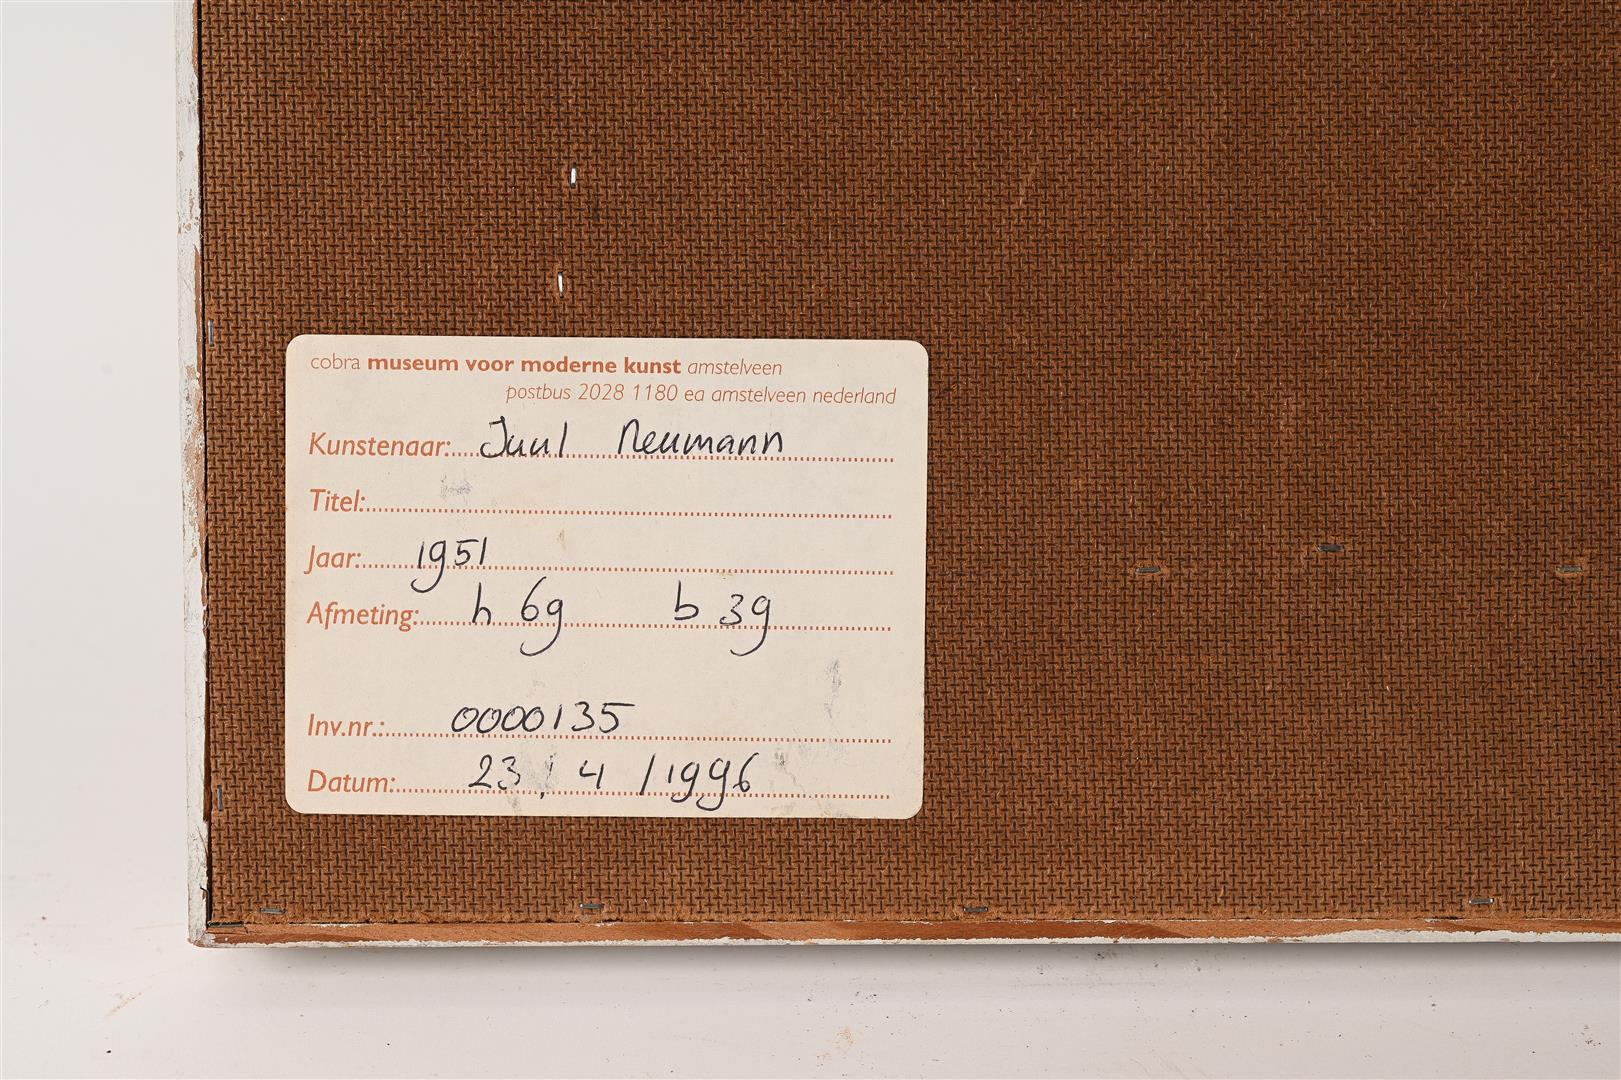 cobra museum voor moderne kunst amstelveen
postbus 2028 1180 ea amstelveen nederland
Kunstenaar: Juul Neumann
Titel:
Jaar: 1951
Afmeting: h 69 b 39
Inv.nr.: 0000135
Datum: 23 / 4 / 1996